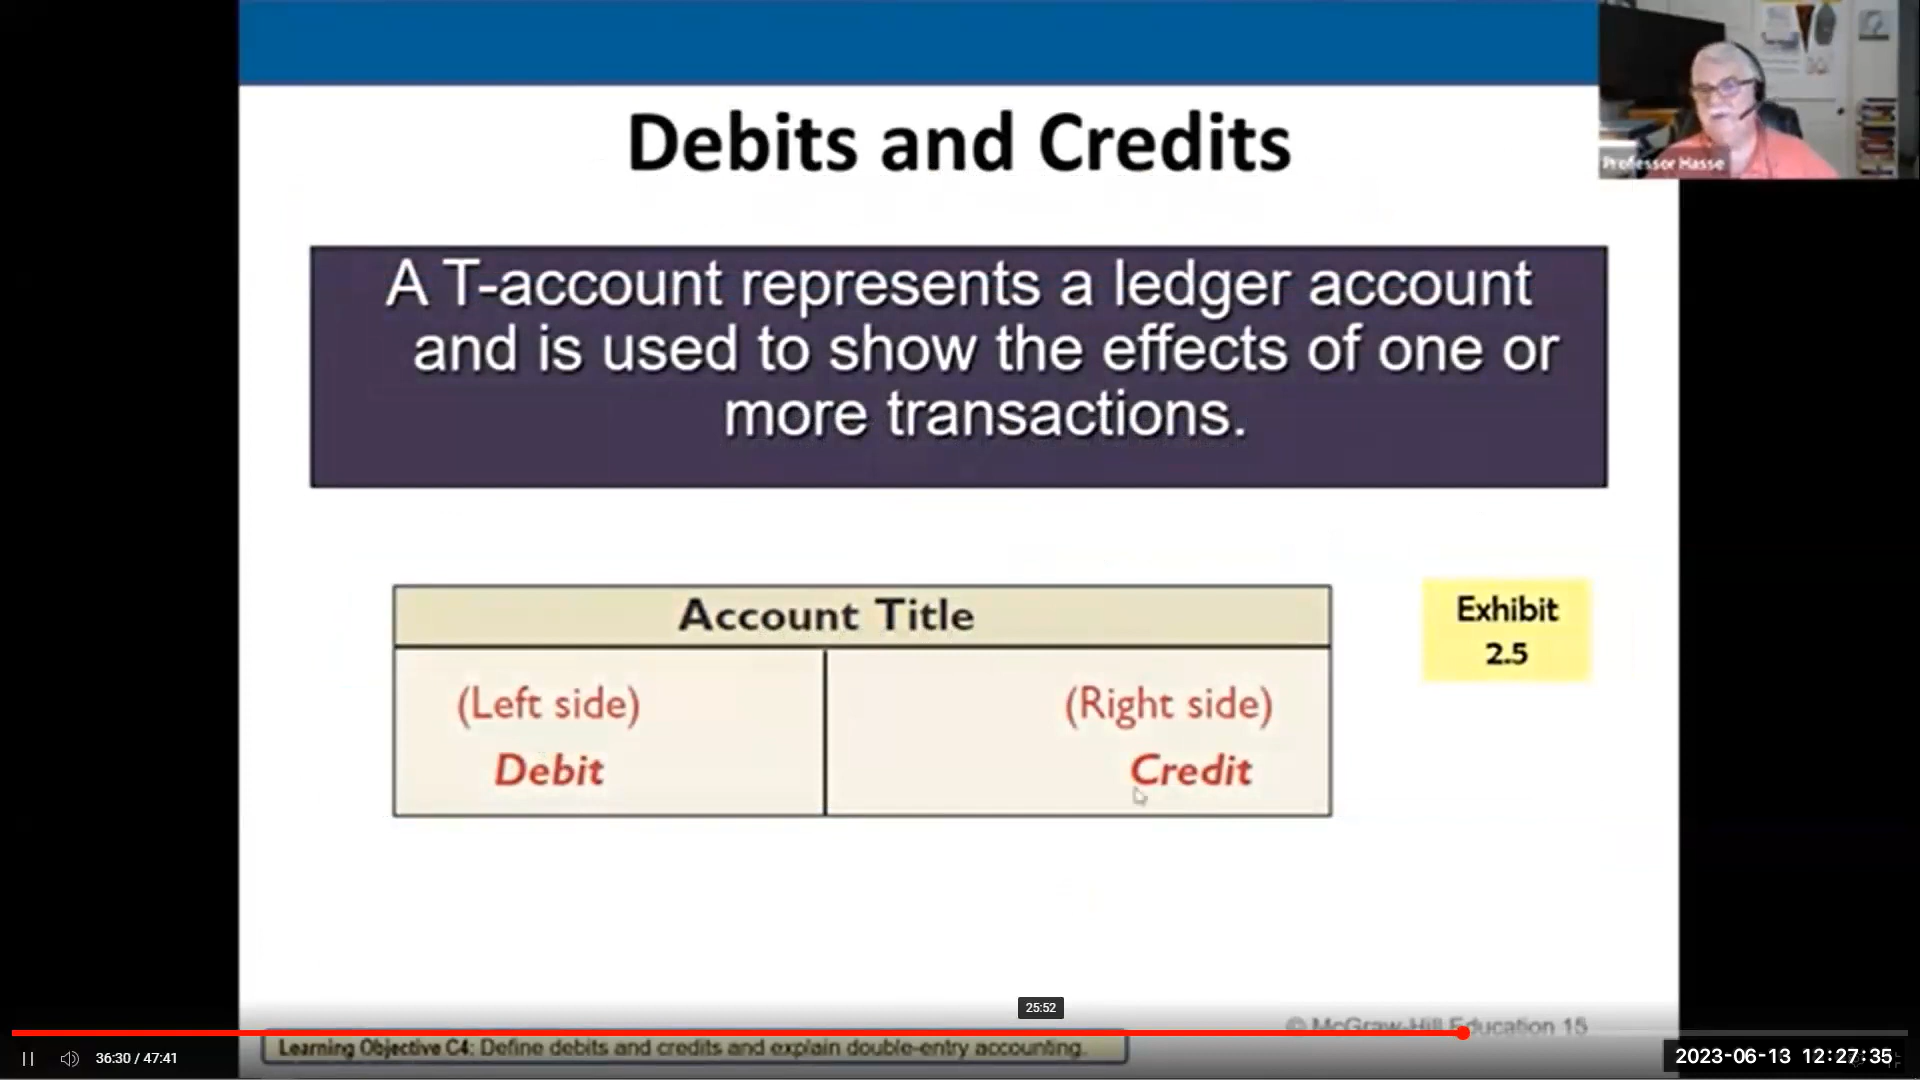 Debits and Credits
Professor Hasse
A T-account represents a ledger account
and is used to show the effects of one or
more transactions.
Account Title
(Left side)
(Right side)
Debit
Credit
Exhibit
2.5
25:52
© McGraw-Hill Education 15
Learning Objective C4: Define debits and credits and explain double-entry accounting.
36:30 / 47:41
2023-06-13 12:27:35